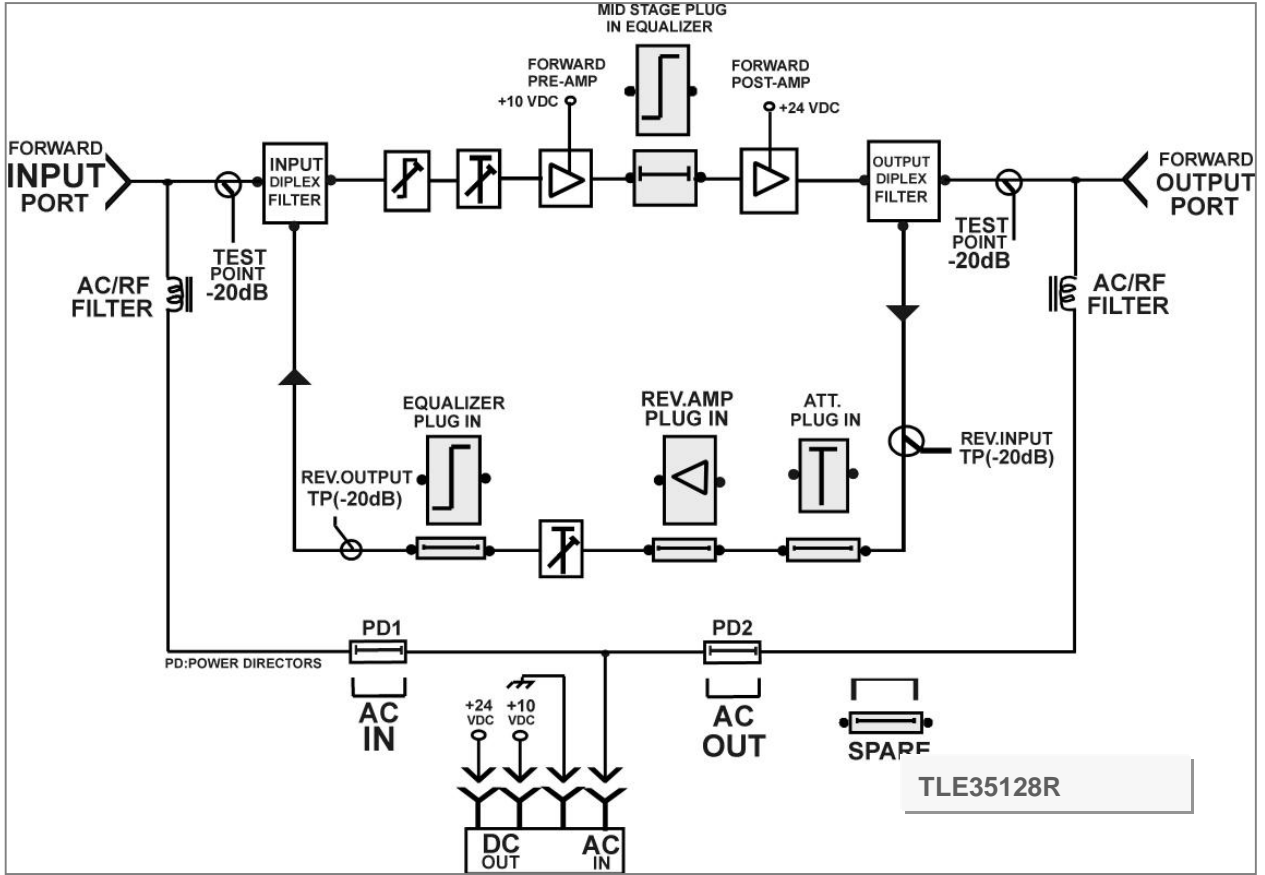 MID STAGE PLUG
IN EQUALIZER
FORWARD
PRE-AMP
+10 VDC
FORWARD
POST-AMP
+24 VDC
FORWARD
INPUT
PORT
INPUT
DIPLEX
FILTER
OUTPUT
DIPLEX
FILTER
FORWARD
OUTPUT
PORT
TEST
POINT
-20dB
TEST
POINT
-20dB
AC/RF
FILTER
AC/RF
FILTER
EQUALIZER
PLUG IN
REV.AMP
PLUG IN
ATT.
PLUG IN
REV.INPUT
TP(-20dB)
REV.OUTPUT
TP(-20dB)
PD1
PD2
PD:POWER DIRECTORS
AC
IN
+24
VDC
+10
VDC
AC
OUT
SPARE
TLE35128R
DC
OUT
AC
IN